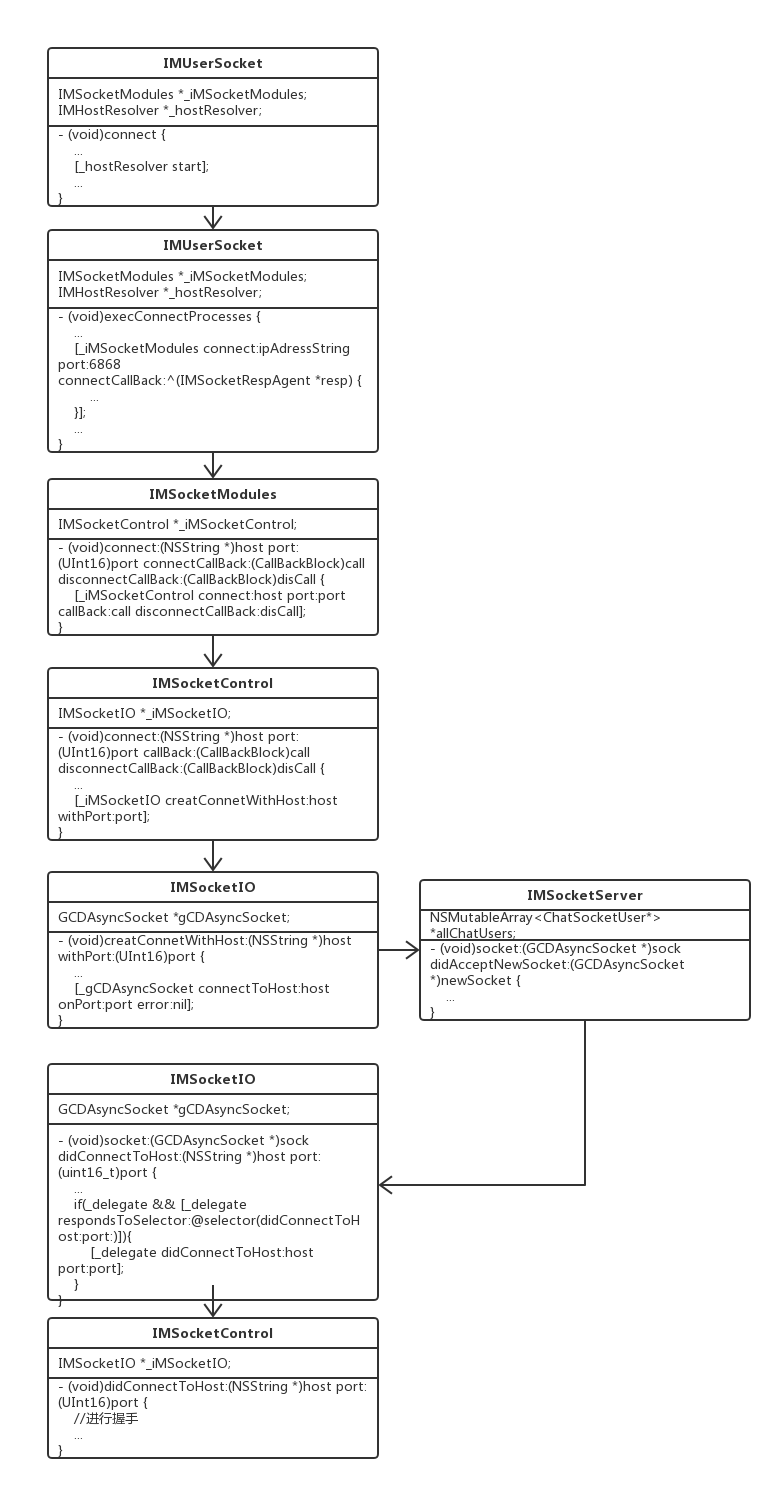 IMUserSocket
IMSocketModules *_iMSocketModules;
IMHostResolver *_hostResolver;
- (void)connect {
...
[_hostResolver start];
...
}
IMUserSocket
IMSocketModules *_iMSocketModules;
IMHostResolver *_hostResolver;
- (void)execConnectProcesses {
...
[_iMSocketModules connect:ipAdressString
port:6868
connectCallBack:^(IMSocketRespAgent *resp) {
...
}];
...
}
IMSocketModules
IMSocketControl *_iMSocketControl;
- (void)connect:(NSString *)host port:
(UInt16)port connectCallBack:(CallBackBlock)call
disconnectCallBack:(CallBackBlock)disCall {
[_iMSocketControl connect:host port:port
callBack:call disconnectCallBack:disCall];
}
IMSocketControl
IMSocketIO *_iMSocketIO;
- (void)connect:(NSString *)host port:
(UInt16)port callBack:(CallBackBlock)call
disconnectCallBack:(CallBackBlock)disCall {
...
[_iMSocketIO creatConnetWithHost:host
withPort:port];
}
IMSocketIO
GCDAsyncSocket *gCDAsyncSocket;
- (void)creatConnetWithHost:(NSString *)host
withPort:(UInt16)port {
...
[_gCDAsyncSocket connectToHost:host
onPort:port error:nil];
}
IMSocketServer
NSMutableArray<ChatSocketUser*>
*allChatUsers;
- (void)socket:(GCDAsyncSocket *)sock
didAcceptNewSocket:(GCDAsyncSocket
*)newSocket {
...
}
IMSocketIO
GCDAsyncSocket *gCDAsyncSocket;
- (void)socket:(GCDAsyncSocket *)sock
didConnectToHost:(NSString *)host port:
(uint16_t)port {
...
if(_delegate && [_delegate
respondsToSelector:@selector(didConnectToH
ost:port:)]){
[_delegate didConnectToHost:host
port:port];
}
}
IMSocketControl
IMSocketIO *_iMSocketIO;
- (void)didConnectToHost:(NSString *)host port:
(UInt16)port {
//进行握手
...
}